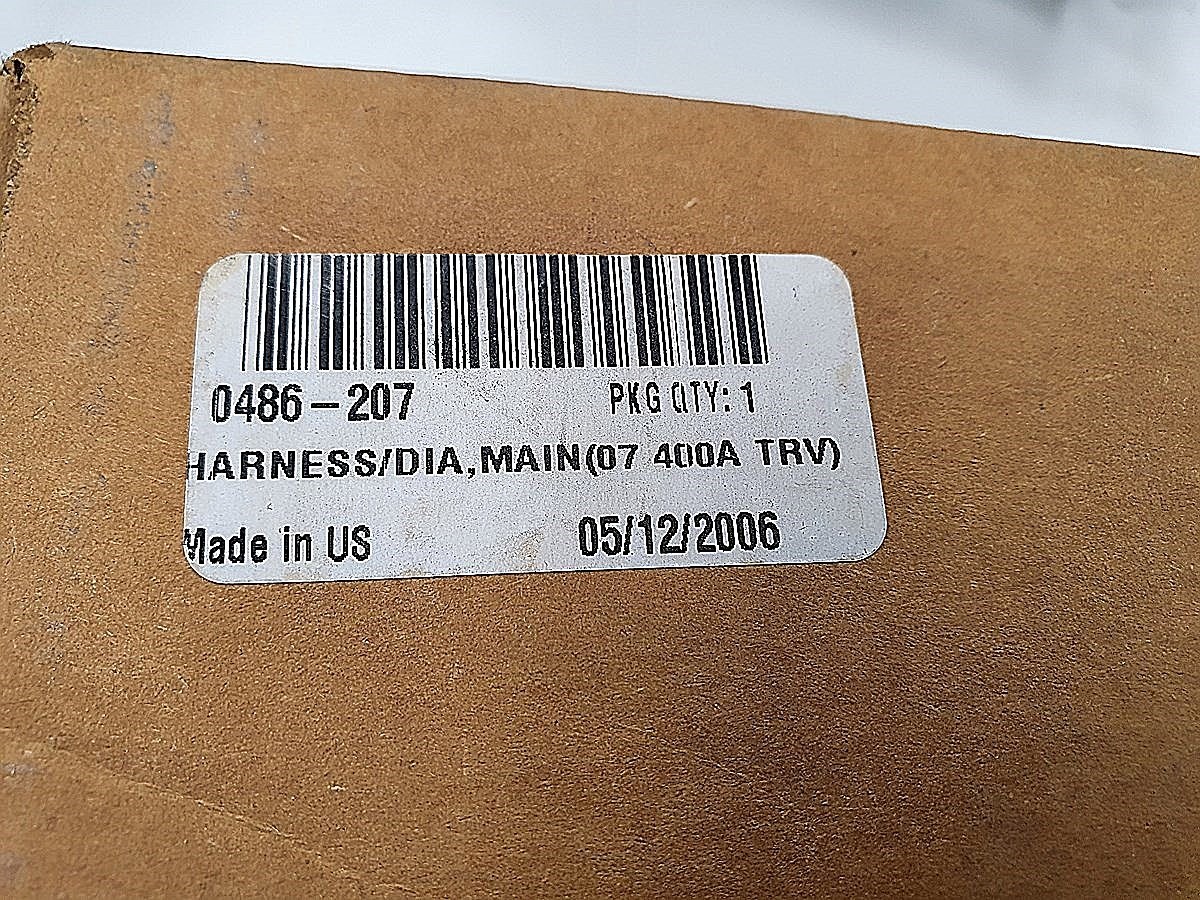 0486-207 PKG QTY: 1
HARNESS/DIA,MAIN(07 400A TRV)
Made in US 05/12/2006